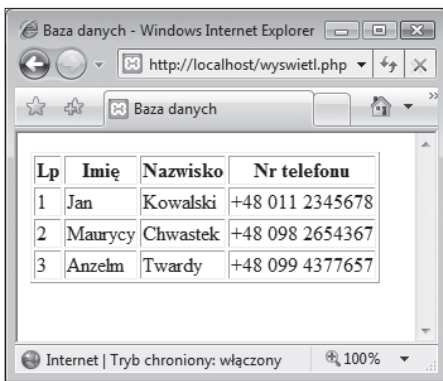 Baza danych - Windows Internet Explorer
http://localhost/wyswietl.php
Baza danych
Lp Imię Nazwisko Nr telefonu
1 Jan Kowalski +48 011 2345678
2 Maurycy Chwastek +48 098 2654367
3 Anzelm Twardy +48 099 4377657
Internet | Tryb chroniony: włączony 100%